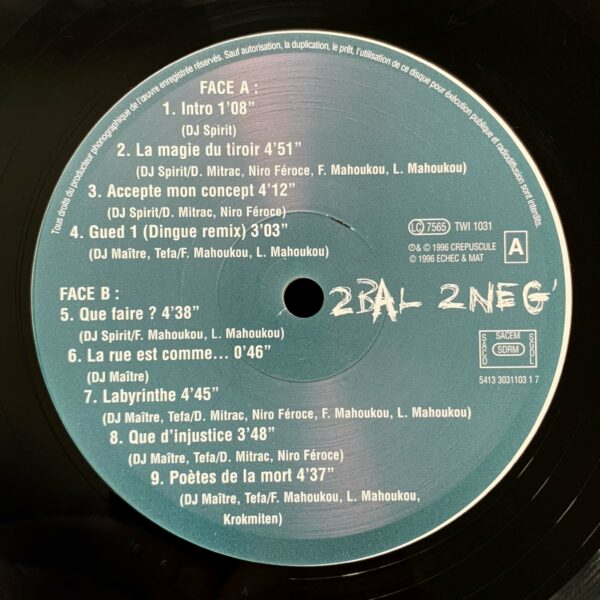 Tous droits du producteur phonographique de l'œuvre enregistrée réservés. Sauf autorisation, la duplication, le prêt, l'utilisation de ce disque pour exécution publique et radiodiffusion sont interdits.
FACE A :
1. Intro 1'08”
(DJ Spirit)
2. La magie du tiroir 4'51”
(DJ Spirit/D. Mitrac, Niro Féroce, F. Mahoukou, L. Mahoukou)
3. Accepte mon concept 4'12”
(DJ Spirit/D. Mitrac, Niro Féroce)
4. Gued 1 (Dingue remix) 3'03”
(DJ Maître, Tefa/F. Mahoukou, L. Mahoukou)
LC 7565 TWI 1031
℗& © 1996 CREPUSCULE
© 1996 ECHEC & MAT
A
FACE B :
5. Que faire ? 4'38”
(DJ Spirit/F. Mahoukou, L. Mahoukou)
6. La rue est comme... 0'46”
(DJ Maître)
7. Labyrinthe 4'45”
(DJ Maître, Tefa/D. Mitrac, Niro Féroce, F. Mahoukou, L. Mahoukou)
8. Que d'injustice 3'48”
(DJ Maître, Tefa/D. Mitrac, Niro Féroce)
9. Poètes de la mort 4'37”
(DJ Maître, Tefa/F. Mahoukou, L. Mahoukou,
Krokmiten)
2BAL 2NEG'
SACEM
SACD
SDRM
SGDL
5413 3031103 1 7